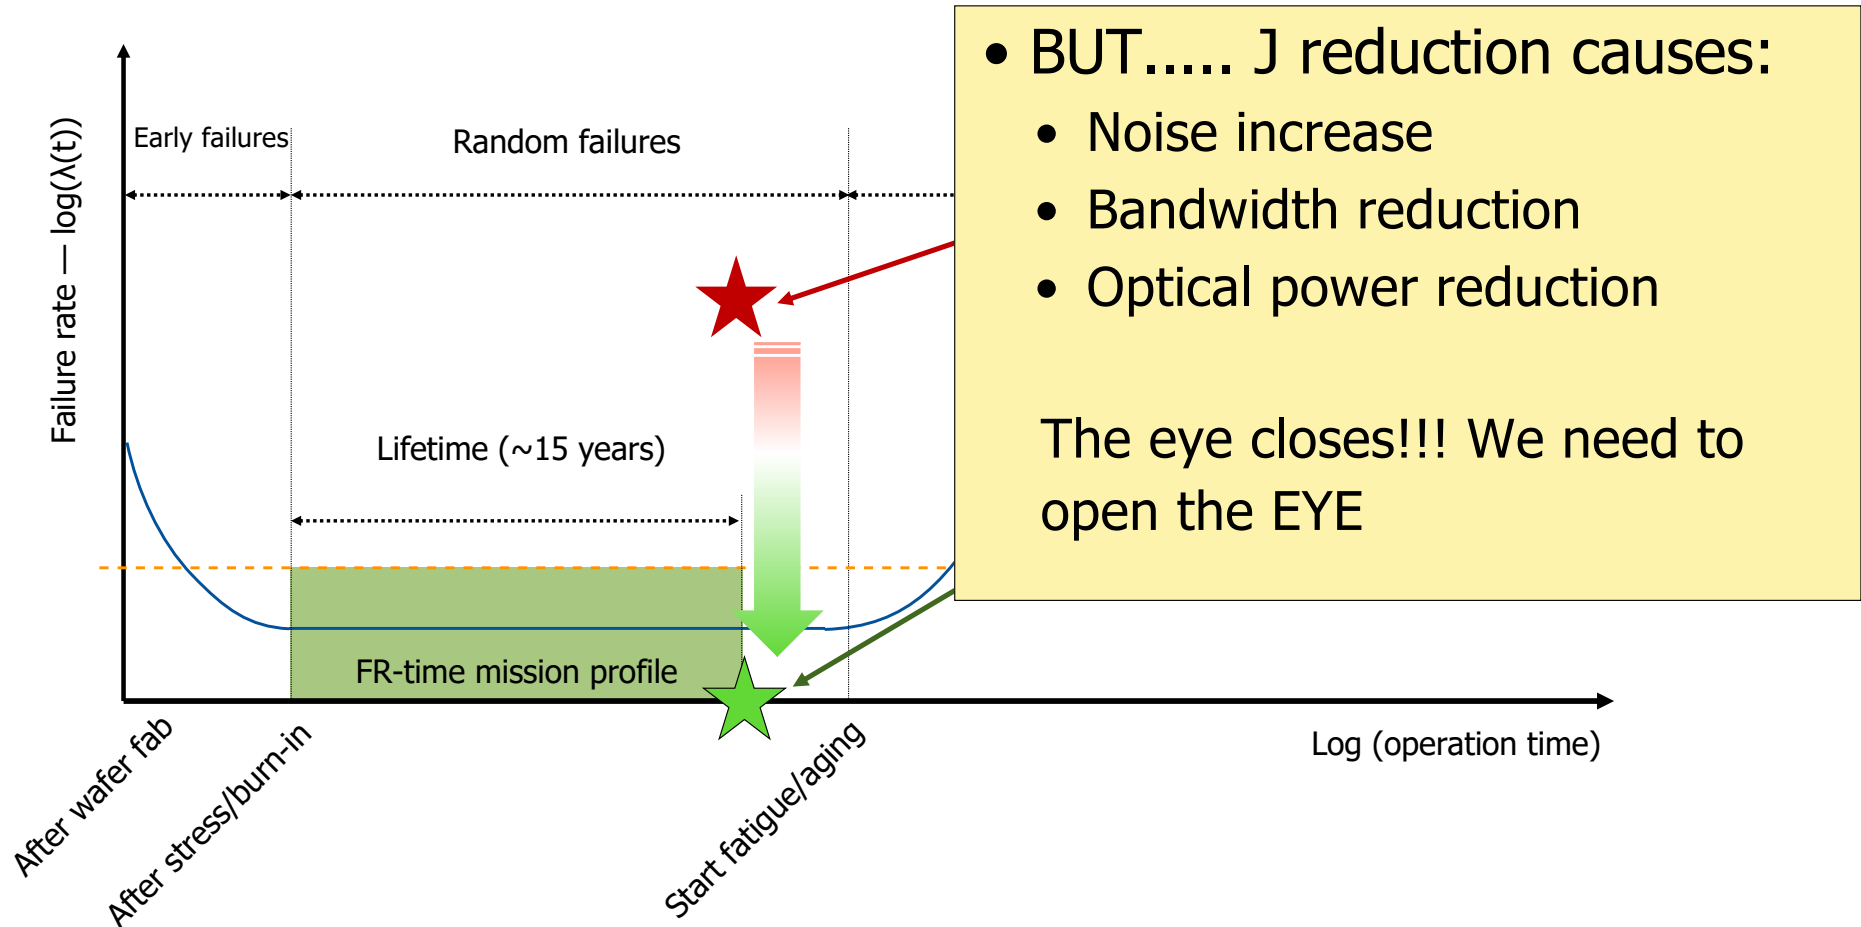 • BUT..... J reduction causes:
• Noise increase
• Bandwidth reduction
• Optical power reduction
The eye closes!!! We need to
open the EYE
Failure rate — log(λ(t))
Early failures
Random failures
Lifetime (~15 years)
FR-time mission profile
Log (operation time)
After wafer fab
After stress/burn-in
Start fatigue/aging